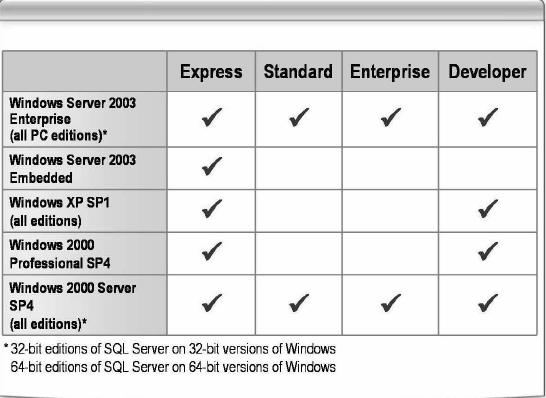 Express Standard Enterprise Developer
Windows Server 2003
Enterprise
(all PC editions)* ✓ ✓ ✓ ✓
Windows Server 2003
Embedded ✓
Windows XP SP1
(all editions) ✓ ✓
Windows 2000
Professional SP4 ✓ ✓
Windows 2000 Server
SP4
(all editions)* ✓ ✓ ✓ ✓
* 32-bit editions of SQL Server on 32-bit versions of Windows
64-bit editions of SQL Server on 64-bit versions of Windows